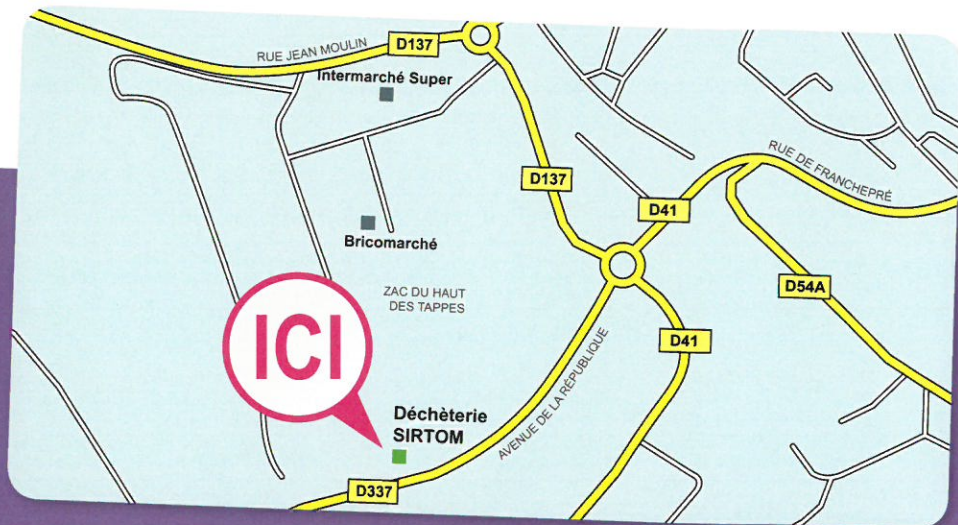 D137
RUE JEAN MOULIN
Intermarché Super
RUE DE FRANCHEPRÉ
D137
D41
Bricomarché
ZAC DU HAUT
DES TAPPES
D54A
ICI
D41
AVENUE DE LA RÉPUBLIQUE
Déchèterie
SIRTOM
D337